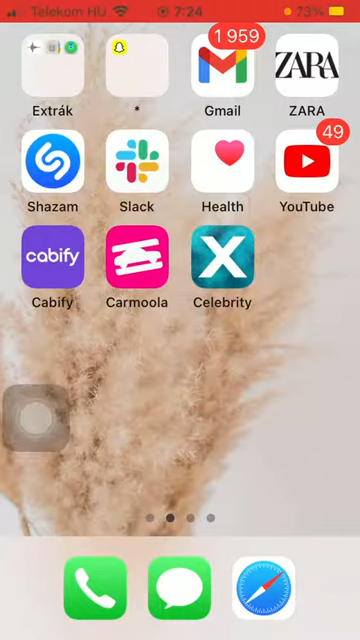 Telekom HU 7:24 73%
1 959
ZARA
Extrák * Gmail ZARA
49
Shazam Slack Health YouTube
cabify X
Cabify Carmoola Celebrity